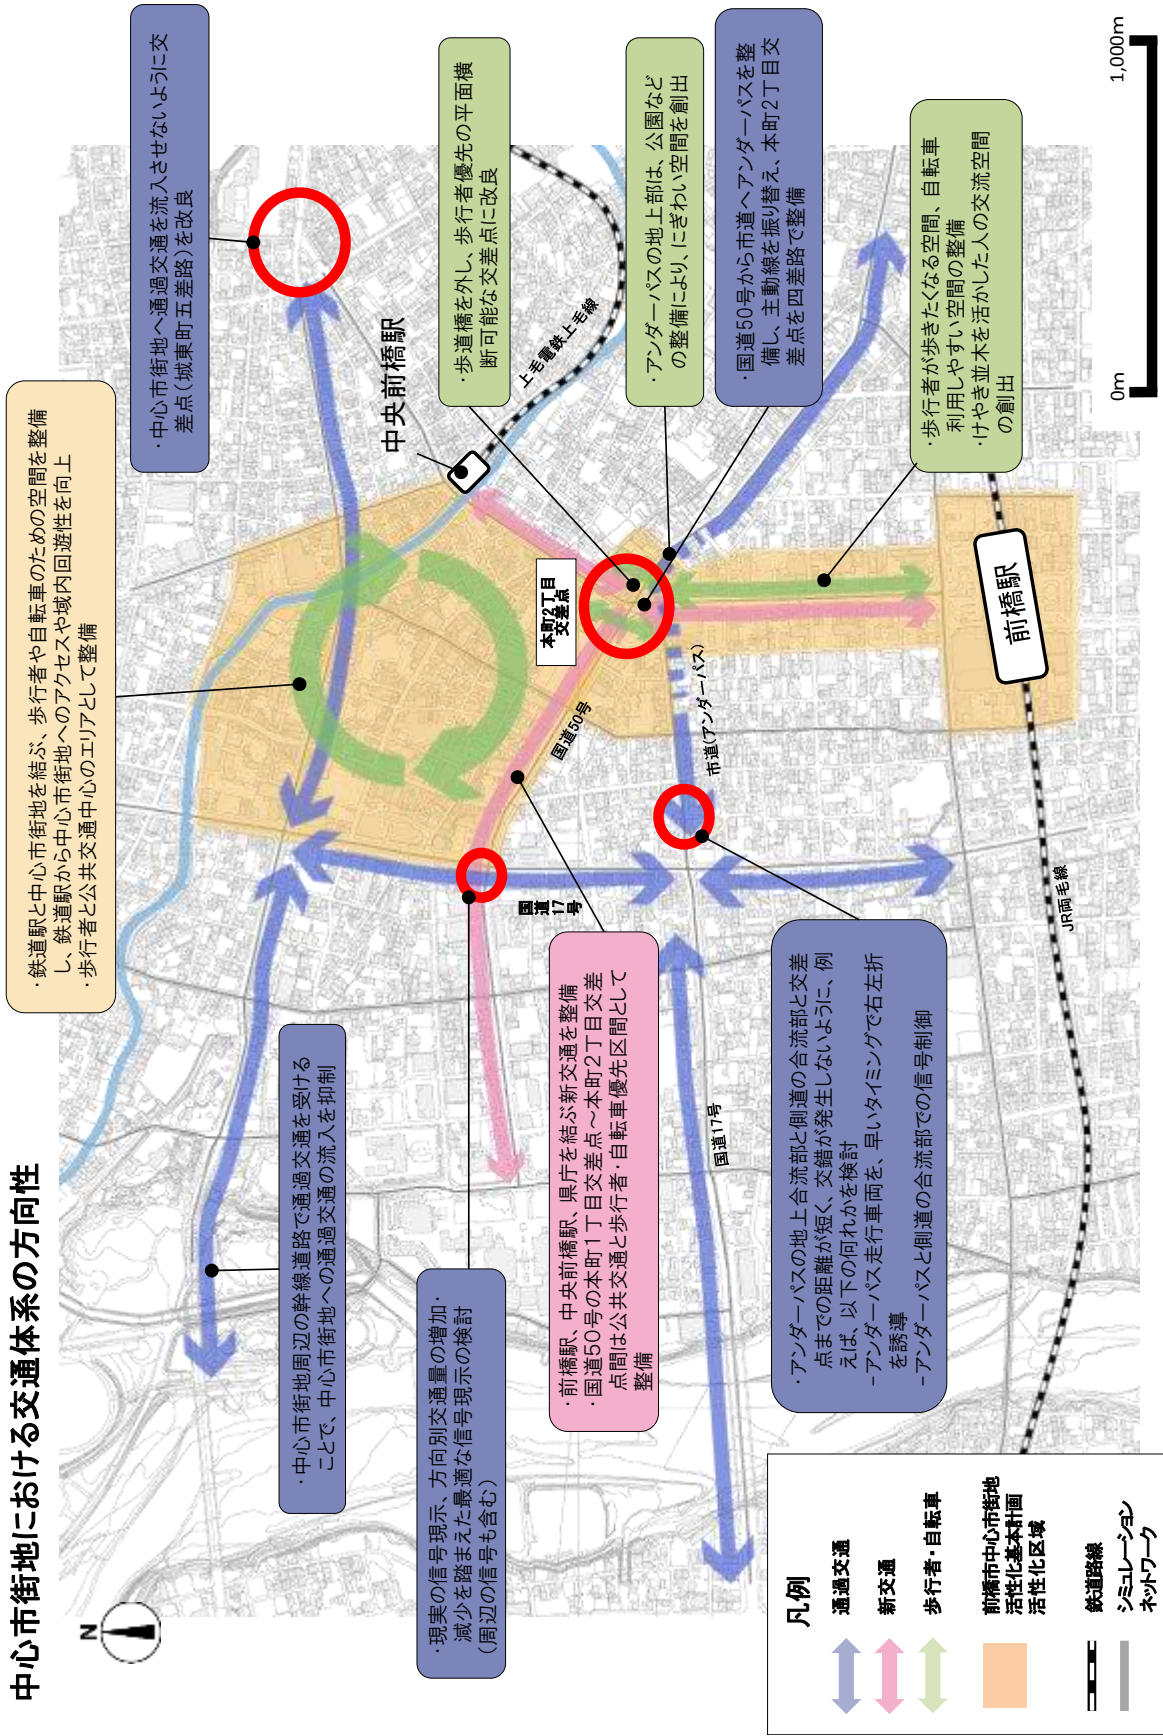 中心市街地における交通体系の方向性
N
・鉄道駅と中心市街地を結ぶ、歩行者や自転車のための空間を整備
し、鉄道駅から中心市街地へのアクセスや域内回遊性を向上
・歩行者と公共交通中心のエリアとして整備
・中心市街地へ通過交通を流入させないように交
差点(城東町五差路)を改良
・中心市街地周辺の幹線道路で通過交通を受ける
ことで、中心市街地への通過交通の流入を抑制
中央前橋駅
・歩道橋を外し、歩行者優先の平面横
断可能な交差点に改良
上毛電鉄上毛線
・現実の信号現示、方向別交通量の増加・
減少を踏まえた最適な信号現示の検討
(周辺の信号も含む)
国道17号
本町2丁目
交差点
国道50号
・アンダーパスの地上部は、公園など
の整備により、にぎわい空間を創出
・前橋駅、中央前橋駅、県庁を結ぶ新交通を整備
・国道50号の本町1丁目交差点～本町2丁目交差
点間は公共交通と歩行者・自転車優先区間として
整備
・国道50号から市道へアンダーパスを整
備し、主動線を振り替え、本町2丁目交
差点を四差路で整備
市道(アンダーパス)
国道17号
・アンダーパスの地上合流部と側道の合流部と交差
点までの距離が短く、交錯が発生しないように、例
えば、以下の何れかを検討
－アンダーパス走行車両を、早いタイミングで右左折
を誘導
－アンダーパスと側道の合流部での信号制御
・歩行者が歩きたくなる空間、自転車
利用しやすい空間の整備
・けやき並木を活かした人の交流空間
の創出
前橋駅
JR両毛線
凡例
通過交通
新交通
歩行者・自転車
前橋市中心市街地
活性化基本計画
活性化区域
鉄道路線
シミュレーション
ネットワーク
0m
1,000m